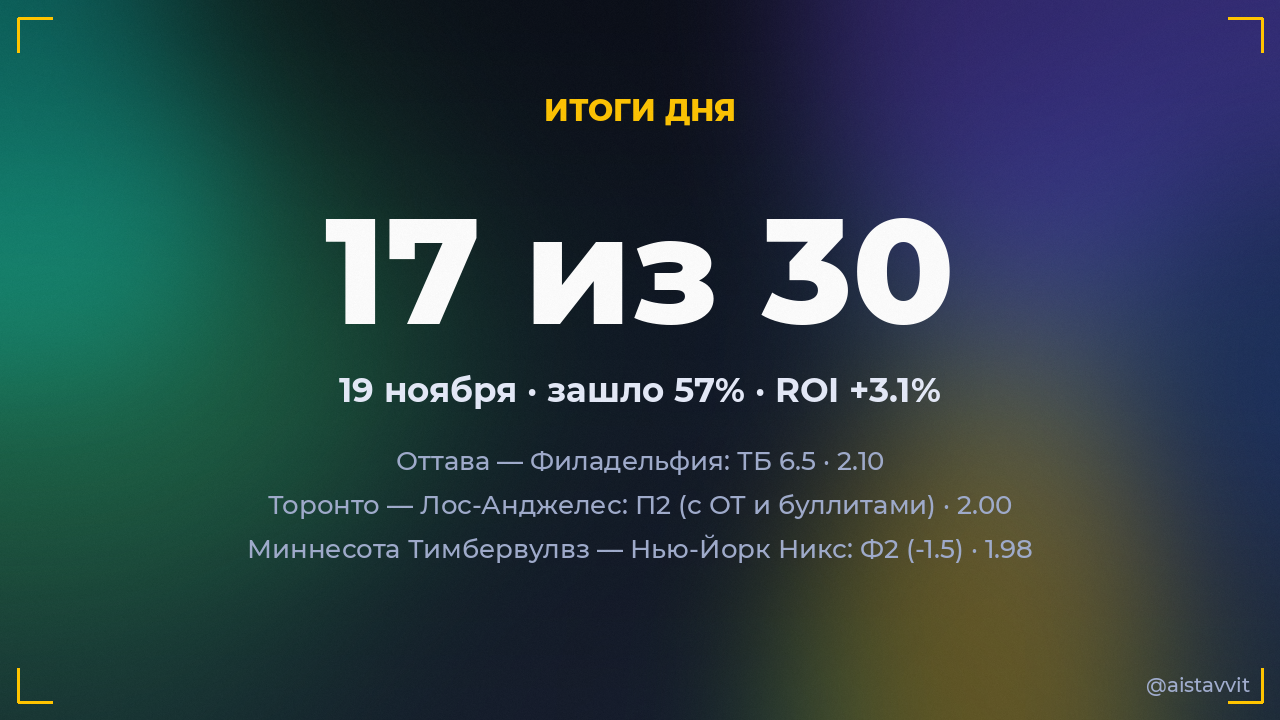 ИТОГИ ДНЯ
17 из 30
19 ноября · зашло 57% · ROI +3.1%
Оттава — Филадельфия: ТБ 6.5 · 2.10
Торонто — Лос-Анджелес: П2 (с ОТ и буллитами) · 2.00
Миннесота Тимбервулвз — Нью-Йорк Никс: Ф2 (-1.5) · 1.98
@aistavvit